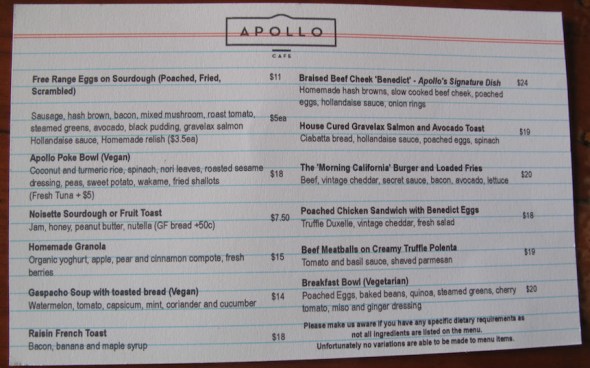 APOLLO
CAFE
Free Range Eggs on Sourdough (Poached, Fried, $11
Scrambled)
Sausage, hash brown, bacon, mixed mushroom, roast tomato, $5ea
steamed greens, avocado, black pudding, gravelax salmon
Hollandaise sauce, Homemade relish ($3.5ea)
Apollo Poke Bowl (Vegan)
Coconut and turmeric rice, spinach, nori leaves, roasted sesame $18
dressing, peas, sweet potato, wakame, fried shallots
(Fresh Tuna + $5)
Noisette Sourdough or Fruit Toast $7.50
Jam, honey, peanut butter, nutella (GF bread +50c)
Homemade Granola
Organic yoghurt, apple, pear and cinnamon compote, fresh $15
berries
Gaspacho Soup with toasted bread (Vegan) $14
Watermelon, tomato, capsicum, mint, coriander and cucumber
Raisin French Toast $18
Bacon, banana and maple syrup
Braised Beef Cheek 'Benedict' - Apollo's Signature Dish $24
Homemade hash browns, slow cooked beef cheek, poached
eggs, hollandaise sauce, onion rings
House Cured Gravelax Salmon and Avocado Toast $19
Ciabatta bread, hollandaise sauce, poached eggs, spinach
The 'Morning California' Burger and Loaded Fries $20
Beef, vintage cheddar, secret sauce, bacon, avocado, lettuce
Poached Chicken Sandwich with Benedict Eggs $18
Truffle Duxelle, vintage cheddar, fresh salad
Beef Meatballs on Creamy Truffle Polenta $19
Tomato and basil sauce, shaved parmesan
Breakfast Bowl (Vegetarian)
Poached Eggs, baked beans, quinoa, steamed greens, cherry $20
tomato, miso and ginger dressing
Please make us aware if you have any specific dietary requirements as
not all ingredients are listed on the menu.
Unfortunately no variations are able to be made to menu items.